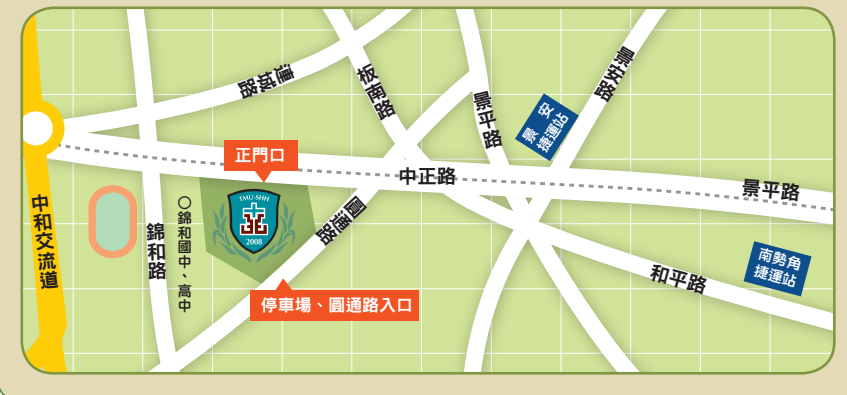 連城路
板南路
景平路
景安路
景安
捷運站
正門口
中正路
景平路
TMU-SHH
2008
中和交流道
錦和路
〇錦和國中、高中
圓通路
和平路
南勢角
捷運站
停車場、圓通路入口